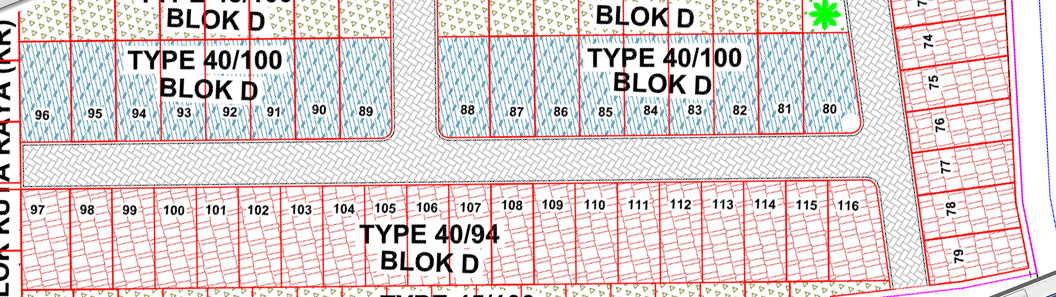 BLOK D
BLOK D
TYPE 40/100
BLOK D
96 95 94 93 92 91 90 89
TYPE 40/100
BLOK D
88 87 86 85 84 83 82 81 80
74
75
76
77
78
79
97 98 99 100 101 102 103 104 105 106 107 108 109 110 111 112 113 114 115 116
TYPE 40/94
BLOK D
KUTA RAYA (KR)